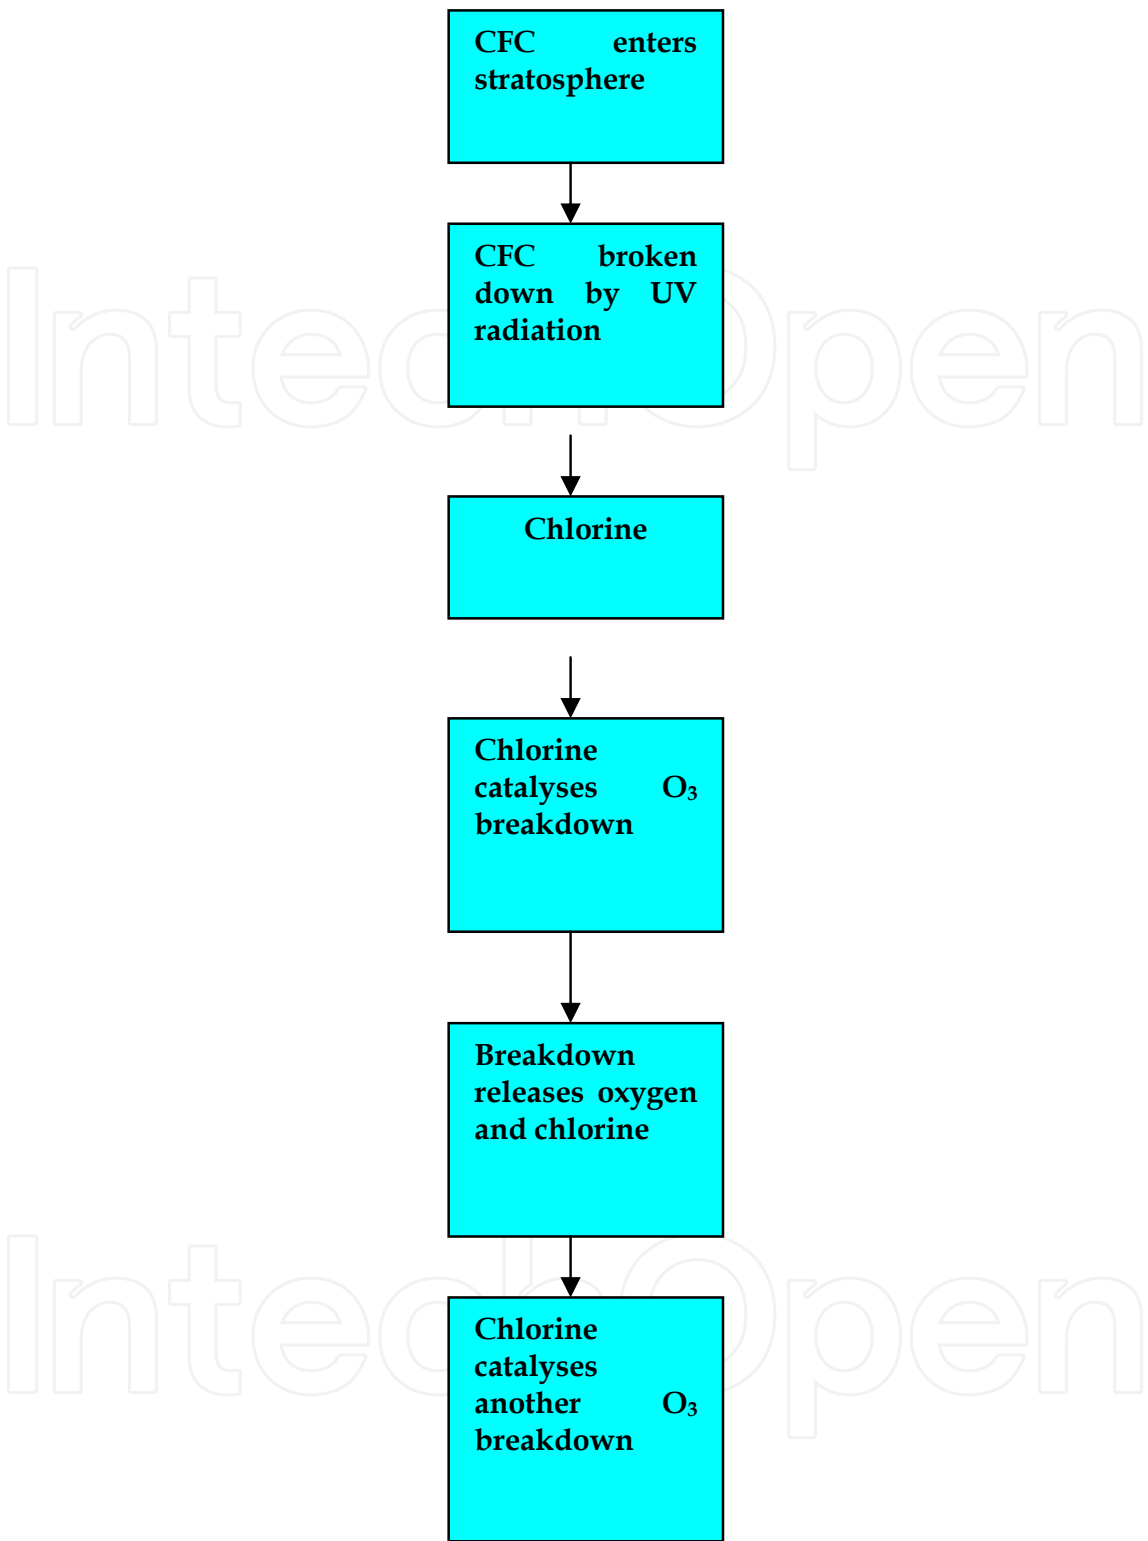 CFC enters
stratosphere
CFC broken
down by UV
radiation
IntechOpen
Chlorine
Chlorine
catalyses O₃
breakdown
Breakdown
releases oxygen
and chlorine
IntechOpen
Chlorine
catalyses
another O₃
breakdown